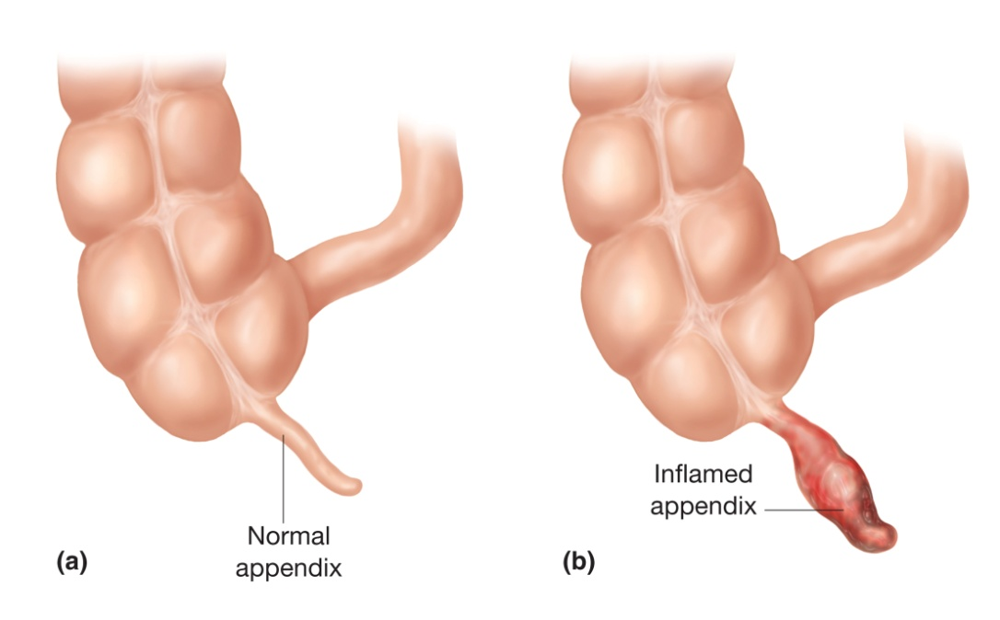 Normal
appendix
(a)
Inflamed
appendix
(b)